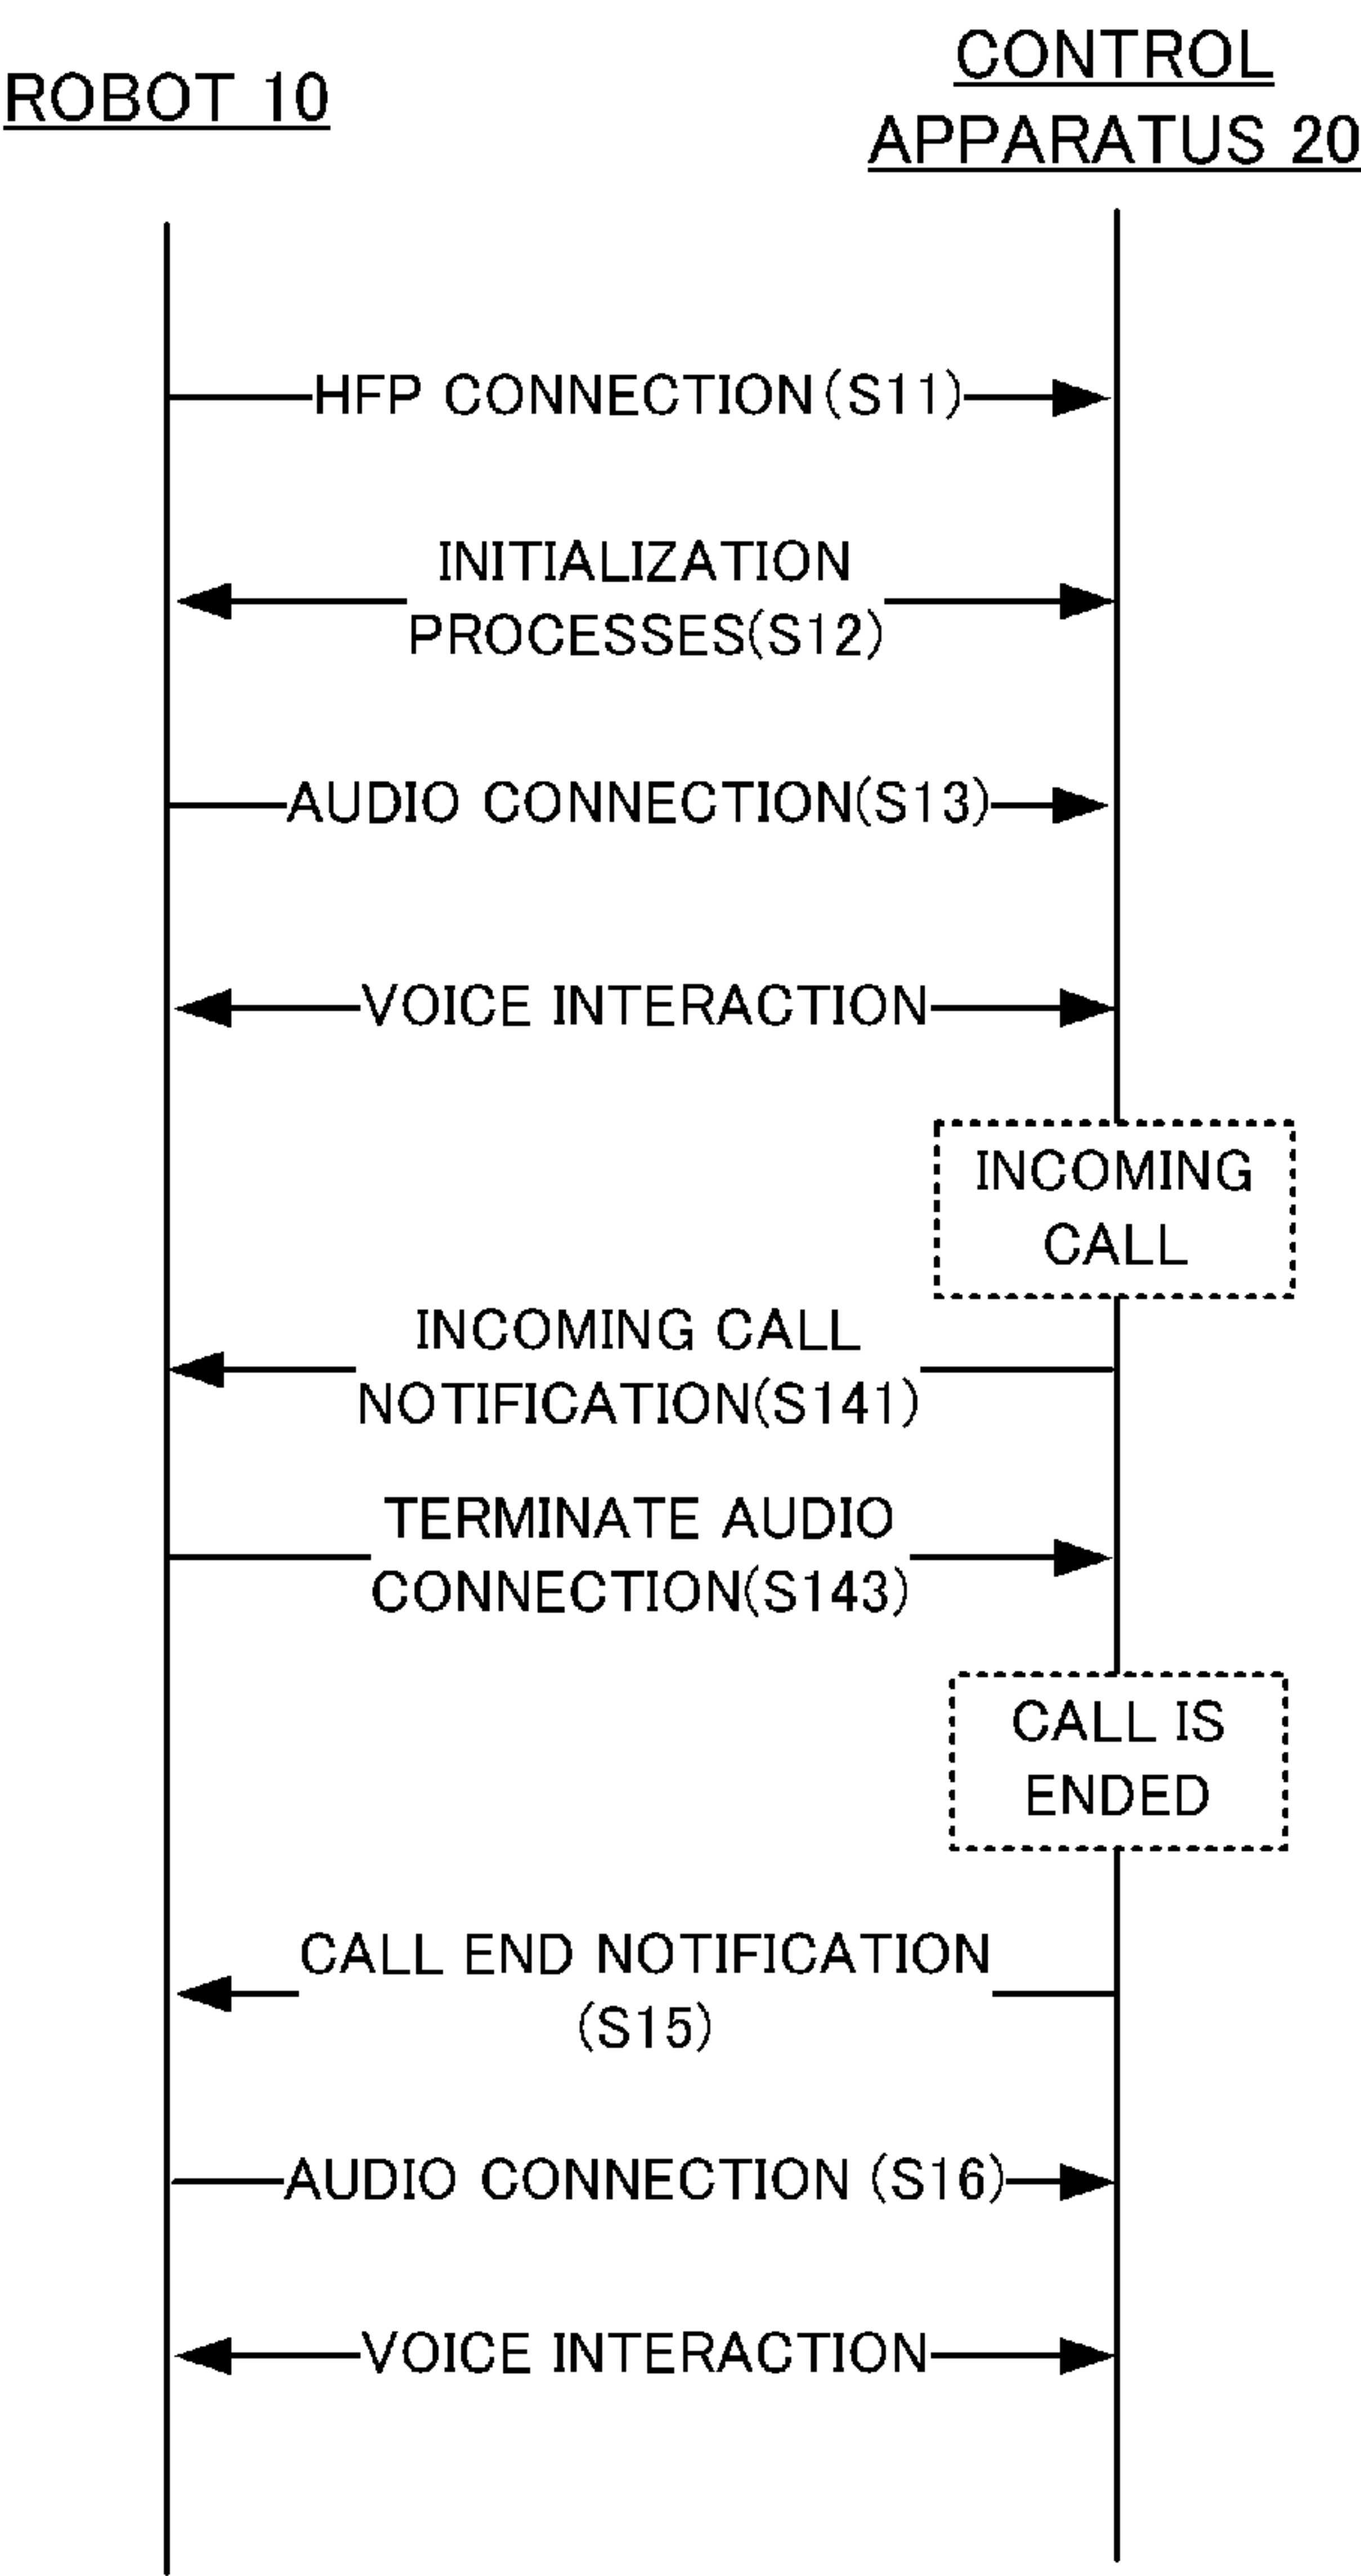 ROBOT 10
CONTROL
APPARATUS 20
HFP CONNECTION(S11)
INITIALIZATION
PROCESSES(S12)
AUDIO CONNECTION(S13)
VOICE INTERACTION
INCOMING
CALL
INCOMING CALL
NOTIFICATION(S141)
TERMINATE AUDIO
CONNECTION(S143)
CALL IS
ENDED
CALL END NOTIFICATION
(S15)
AUDIO CONNECTION (S16)
VOICE INTERACTION